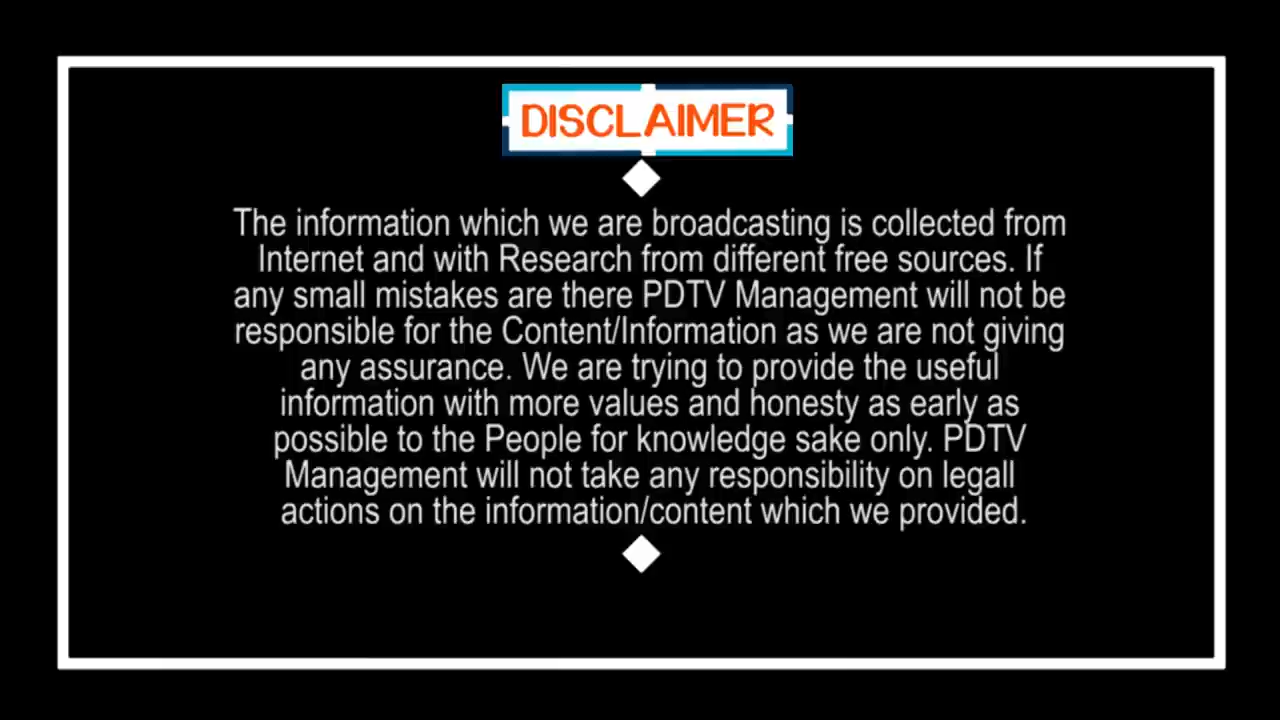 DISCLAIMER
The information which we are broadcasting is collected from
Internet and with Research from different free sources. If
any small mistakes are there PDTV Management will not be
responsible for the Content/Information as we are not giving
any assurance. We are trying to provide the useful
information with more values and honesty as early as
possible to the People for knowledge sake only. PDTV
Management will not take any responsibility on legall
actions on the information/content which we provided.